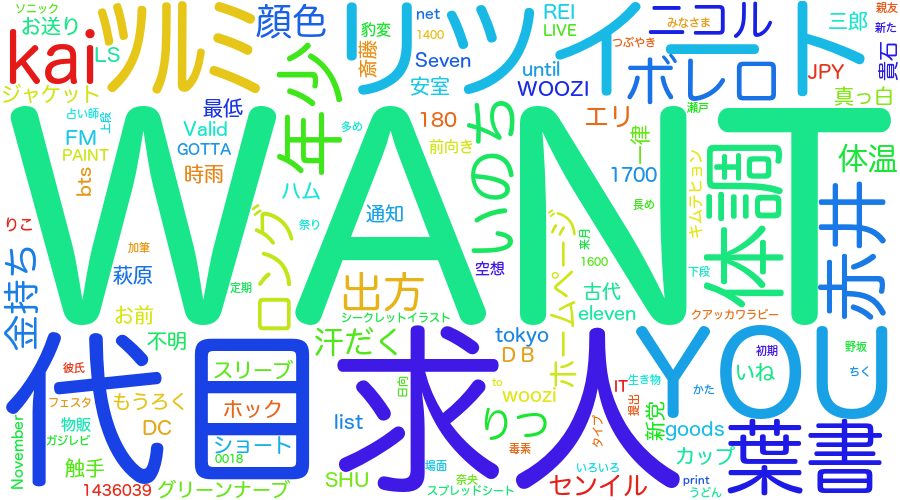 ソニック
お送り
kai
LS
ツルミ
顔色
豹変
斎藤
net
1400
Seven
リツイート
REI
LIVE
つぶやき
みなさま
ニコル
ボレロ
三郎
親友
新た
貴石
JPY
真っ白
ジャケット
占い師
上段
FM
PAINT
bts
最低
Valid
GOTTA
時雨
年少
安室
until
WOOZI
180
多め
前向き
いのち
エリ
一律
瀬戸
1700
体調
体温
WANT
りこ
ハム
通知
祭り
ロング
加筆
萩原
定期
空想
出方
シークレットイラスト
ホームページ
来月
1600
古代
eleven
長め
キムテヒョン
下段
クアッカワラビー
赤井
金持ち
お前
不明
汗だく
tokyo
ＤＢ
YOU
初期
野坂
いね
ちく
かた
代目
求人
彼氏
フェスタ
もうろく
物販
ガジレビ
DC
November
触手
1436039
グリーンナーブ
スリーブ
ホック
ショート
0018
list
日向
to
woozi
りつ
SHU
場面
奈央
スプレッドシート
毒素
タイプ
いろいろ
センイル
生き物
IT
提出
新党
goods
カップ
print
うどん
葉書